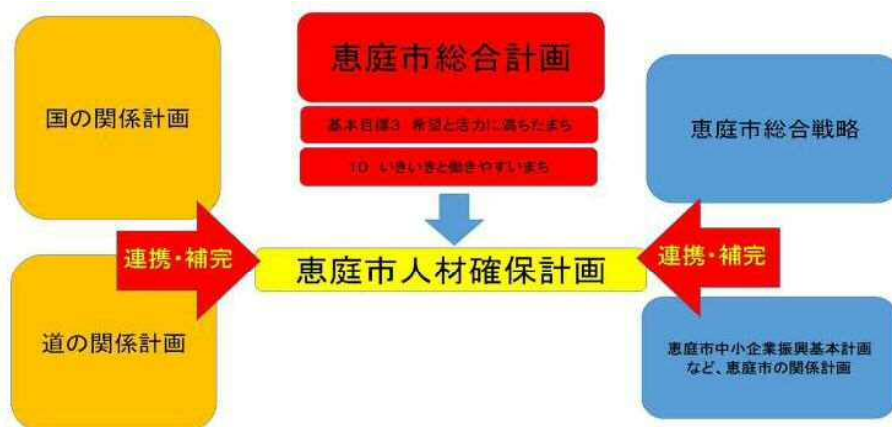 国の関係計画
道の関係計画
連携・補完
恵庭市総合計画
基本目標3 希望と活力に満ちたまち
10 いきいきと働きやすいまち
恵庭市人材確保計画
恵庭市総合戦略
連携・補完
恵庭市中小企業振興基本計画
など、恵庭市の関係計画